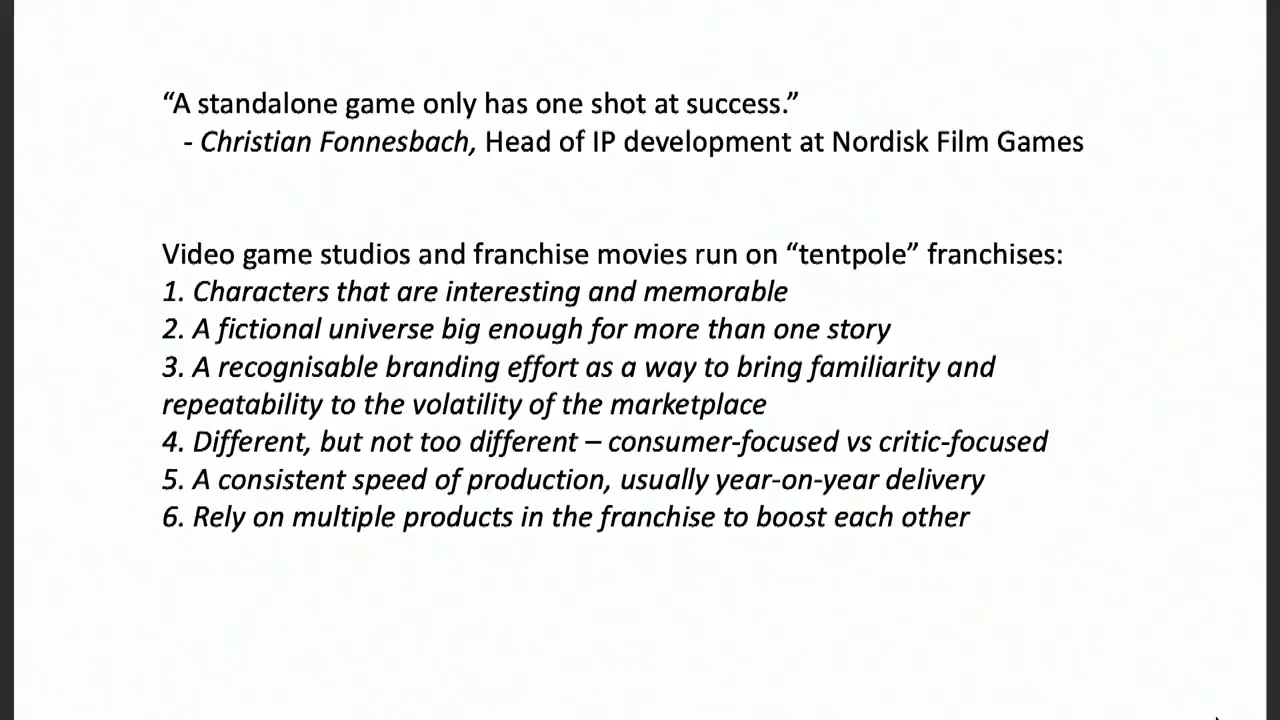 “A standalone game only has one shot at success.”
- Christian Fonnesbach, Head of IP development at Nordisk Film Games
Video game studios and franchise movies run on “tentpole” franchises:
1. Characters that are interesting and memorable
2. A fictional universe big enough for more than one story
3. A recognisable branding effort as a way to bring familiarity and
repeatability to the volatility of the marketplace
4. Different, but not too different – consumer-focused vs critic-focused
5. A consistent speed of production, usually year-on-year delivery
6. Rely on multiple products in the franchise to boost each other